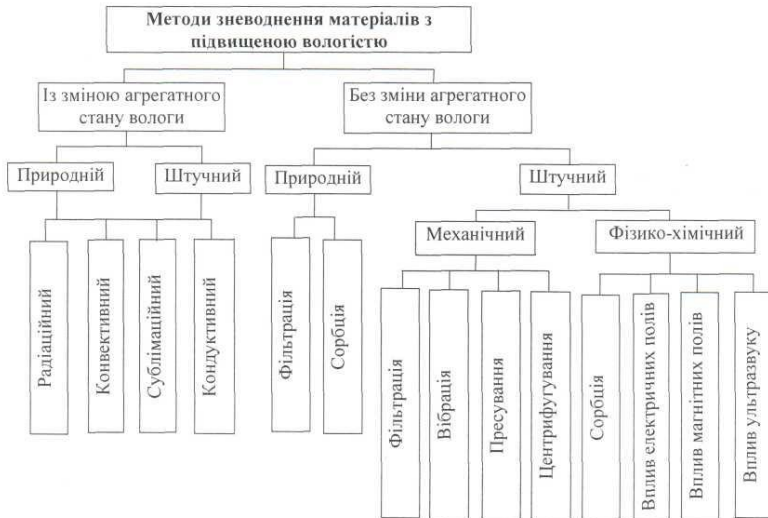 Методи зневоднення матеріалів з
підвищеною вологістю
Із зміною агрегатного
стану вологи
Без зміни агрегатного
стану вологи
Природній
Штучний
Природній
Штучний
Механічний
Фізико-хімічний
Радіаційний
Конвективний
Сублімаційний
Кондуктивний
Фільтрація
Сорбція
Фільтрація
Вібрація
Пресування
Центрифугування
Сорбція
Вплив електричних полів
Вплив магнітних полів
Вплив ультразвуку